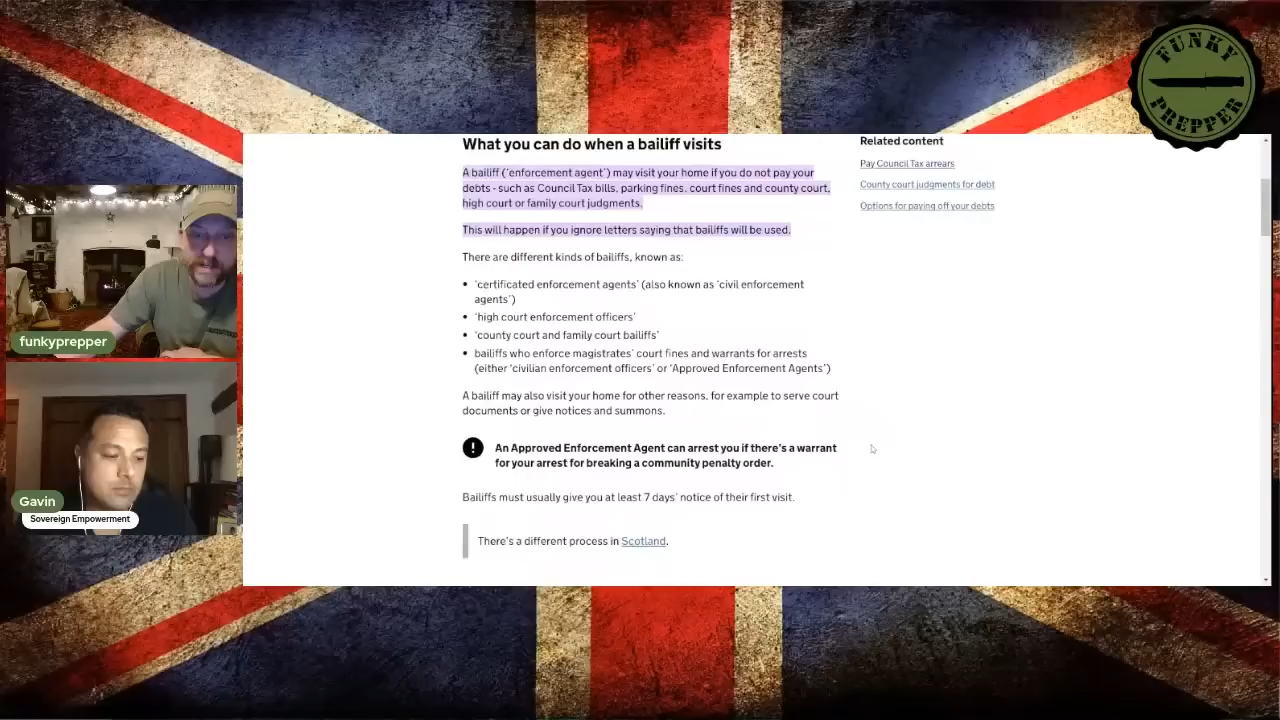 FUNKY
PREPPER
What you can do when a bailiff visits
A bailiff ('enforcement agent') may visit your home if you do not pay your
debts - such as Council Tax bills, parking fines, court fines and county court,
high court or family court judgments.
This will happen if you ignore letters saying that bailiffs will be used.
There are different kinds of bailiffs, known as:
• 'certificated enforcement agents' (also known as 'civil enforcement
agents')
• 'high court enforcement officers'
• 'county court and family court bailiffs'
• bailiffs who enforce magistrates' court fines and warrants for arrests
(either 'civilian enforcement officers' or 'Approved Enforcement Agents')
A bailiff may also visit your home for other reasons, for example to serve court
documents or give notices and summons.
! An Approved Enforcement Agent can arrest you if there's a warrant
for your arrest for breaking a community penalty order.
Bailiffs must usually give you at least 7 days' notice of their first visit.
There's a different process in Scotland.
Related content
Pay Council Tax arrears
County court judgments for debt
Options for paying off your debts
funkyprepper
Gavin
Sovereign Empowerment